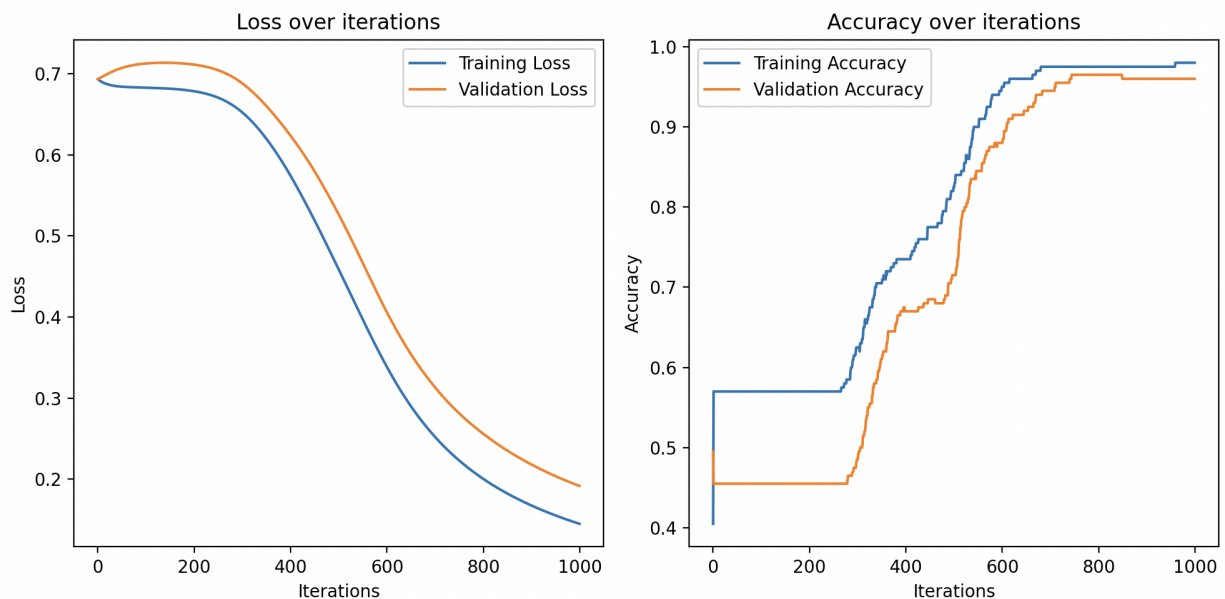 Loss over iterations
Training Loss
Validation Loss
0.7
0.6
0.5
0.4
0.3
0.2
Loss
0
200
400
600
800
1000
Iterations
Accuracy over iterations
Training Accuracy
Validation Accuracy
1.0
0.9
0.8
0.7
0.6
0.5
0.4
Accuracy
0
200
400
600
800
1000
Iterations